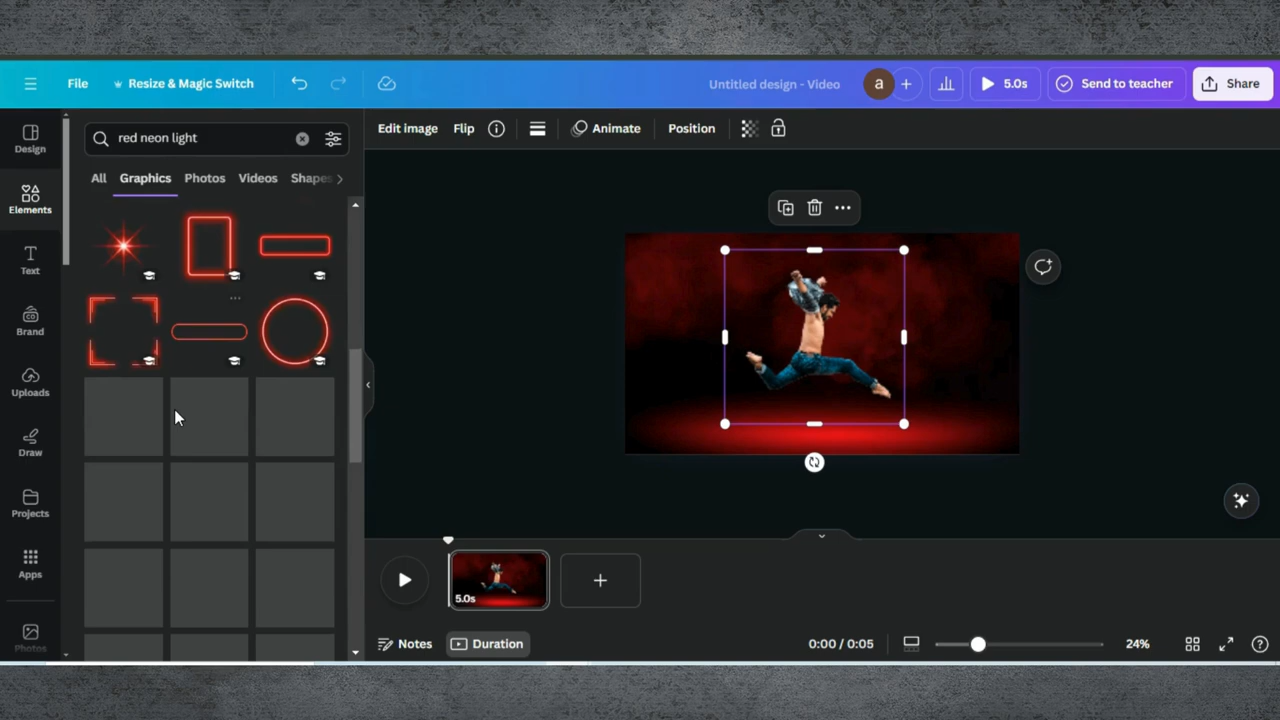 File
Resize & Magic Switch
Untitled design - Video
a
+
5.0s
Send to teacher
Share
Design
Elements
Text
Brand
Uploads
Draw
Projects
Apps
Photos
red neon light
All
Graphics
Photos
Videos
Shapes
Edit image
Flip
Animate
Position
5.0s
Notes
Duration
0:00 / 0:05
24%